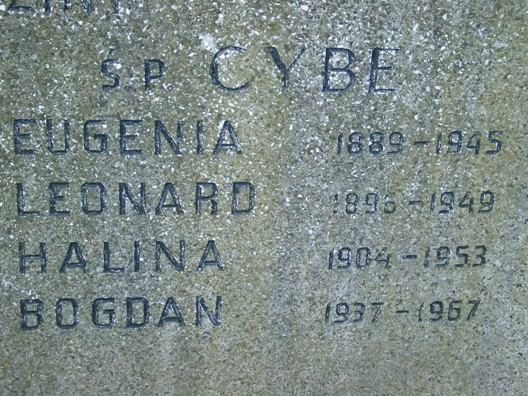 Ś.P. CYBE
EUGENIA 1889-1945
LEONARD 1896-1949
HALINA 1904-1953
BOGDAN 1937-1967